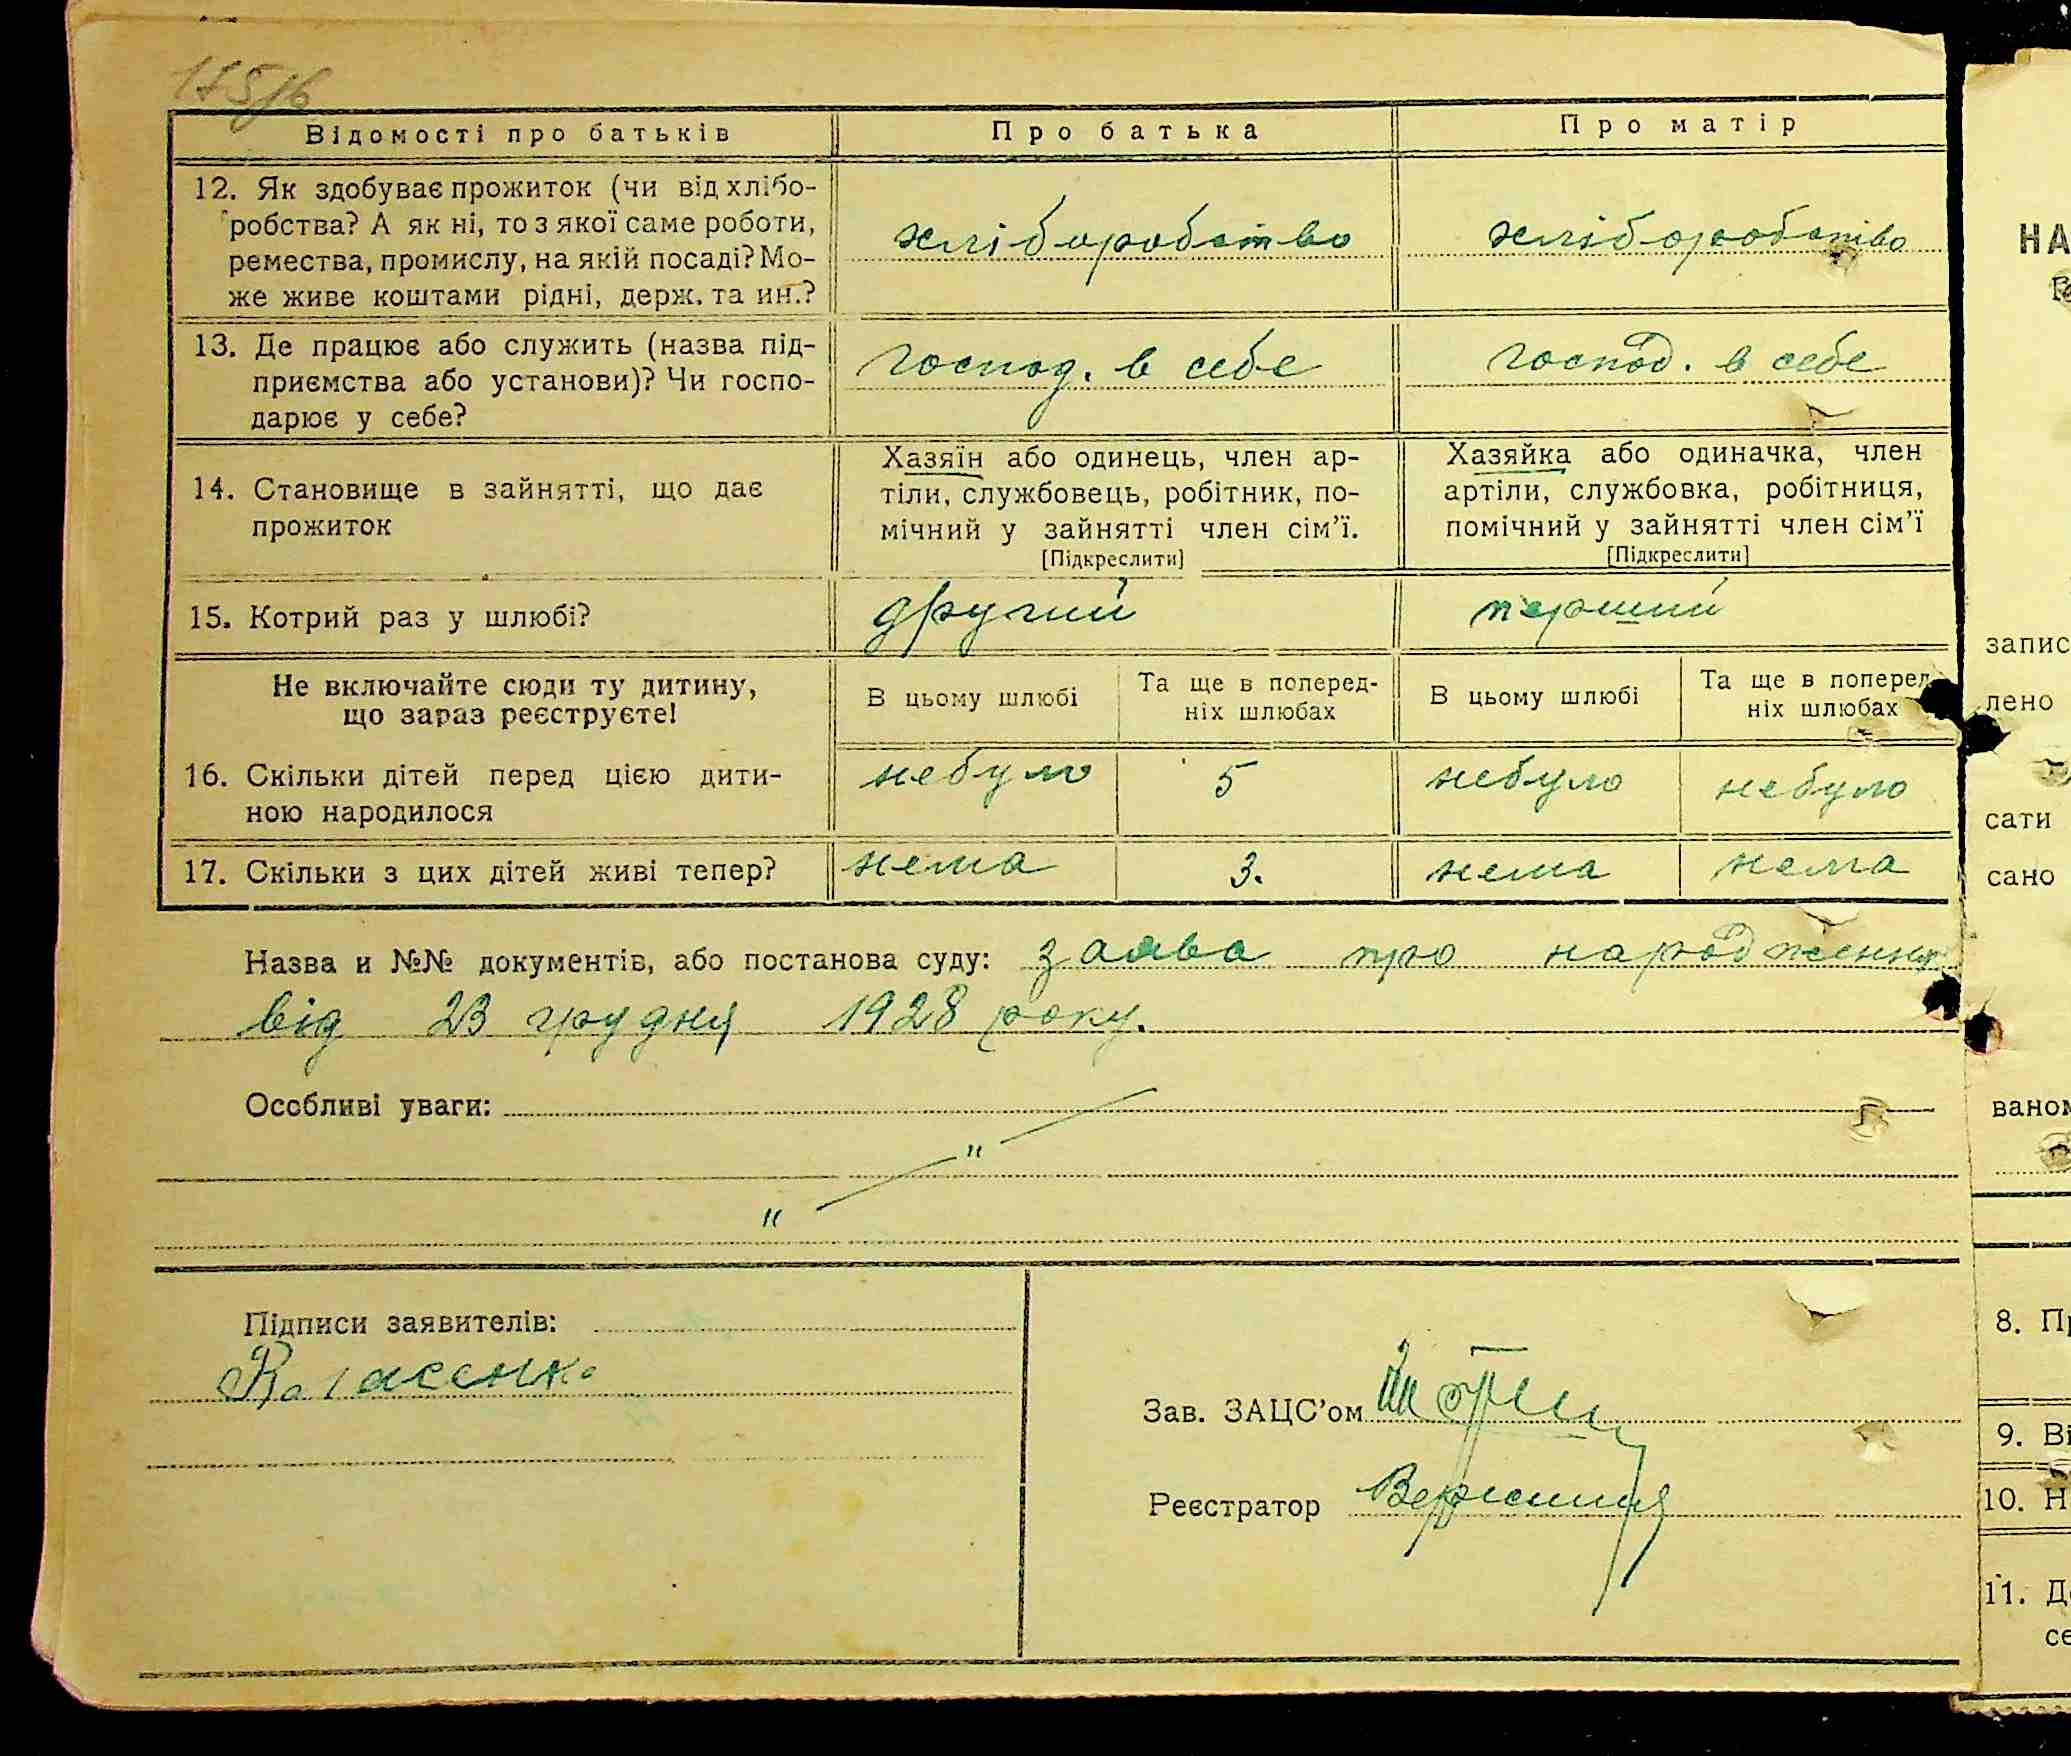 175/6
Відомості про батьків Про батька Про матір
12. Як здобуває прожиток (чи від хлібо-
робства? А як ні, то з якої саме роботи,
ремества, промислу, на якій посаді? Мо-
же живе коштами рідні, держ. та ин.?
хліборобство хліборобство
13. Де працює або служить (назва під-
приємства або установи)? Чи госпо-
дарює у себе?
господ. в себе господ. в себе
14. Становище в зайнятті, що дає
прожиток
Хазяїн або одинець, член ар-
тіли, службовець, робітник, по-
мічний у зайнятті член сім’ї.
[Підкреслити]
Хазяйка або одиначка, член
артіли, службовка, робітниця,
помічний у зайнятті член сім’ї
[Підкреслити]
15. Котрий раз у шлюбі? другий перший
Не включайте сюди ту дитину,
що зараз реєструєте!
В цьому шлюбі
Та ще в поперед-
ніх шлюбах
В цьому шлюбі
Та ще в поперед
ніх шлюбах
16. Скільки дітей перед цією дити-
ною народилося
небуло 5 небуло небуло
17. Скільки з цих дітей живі тепер? нема 3. нема нема
Назва и №№ документів, або постанова суду: заява про народження
від 23 грудня 1928 року.
Особливі уваги:
"
"
Підписи заявителів:
Зав. ЗАЦС’ом
Реєстратор
НА
запис
лено
сати
сано
ваном
8. Пр
9. Ві
10. Н
11. Де
се